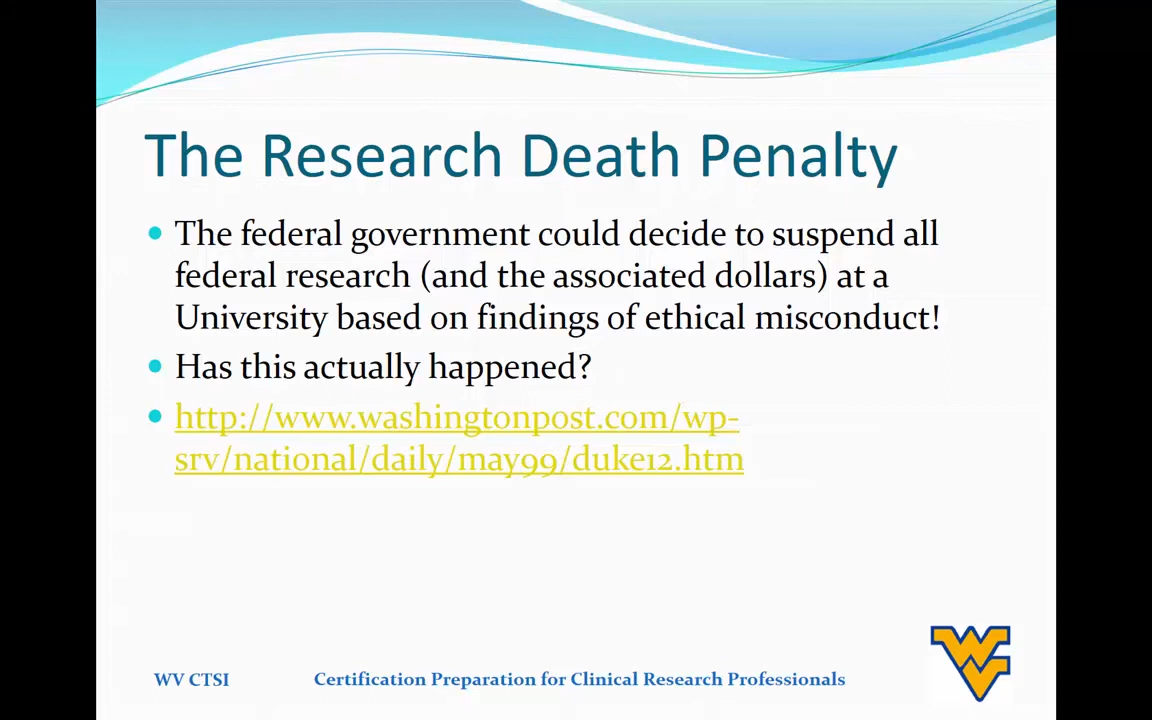 The Research Death Penalty
The federal government could decide to suspend all
federal research (and the associated dollars) at a
University based on findings of ethical misconduct!
Has this actually happened?
http://www.washingtonpost.com/wp-
srv/national/daily/may99/duke12.htm
WV CTSI
Certification Preparation for Clinical Research Professionals
WV